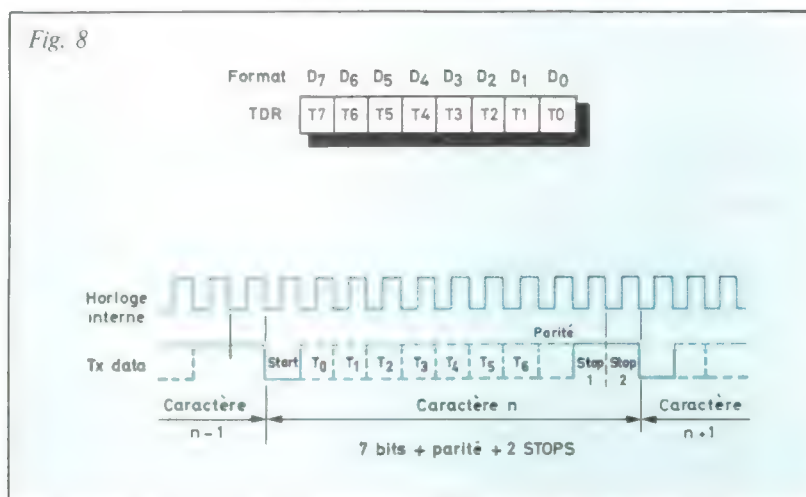 Fig. 8
Format D7 D6 D5 D4 D3 D2 D1 D0
TDR T7 T6 T5 T4 T3 T2 T1 T0
Horloge interne
Parité
Tx data Start T0 T1 T2 T3 T4 T5 T6 Stop 1 Stop 2
Caractère n-1 Caractère n Caractère n+1
7 bits + parité + 2 STOPS